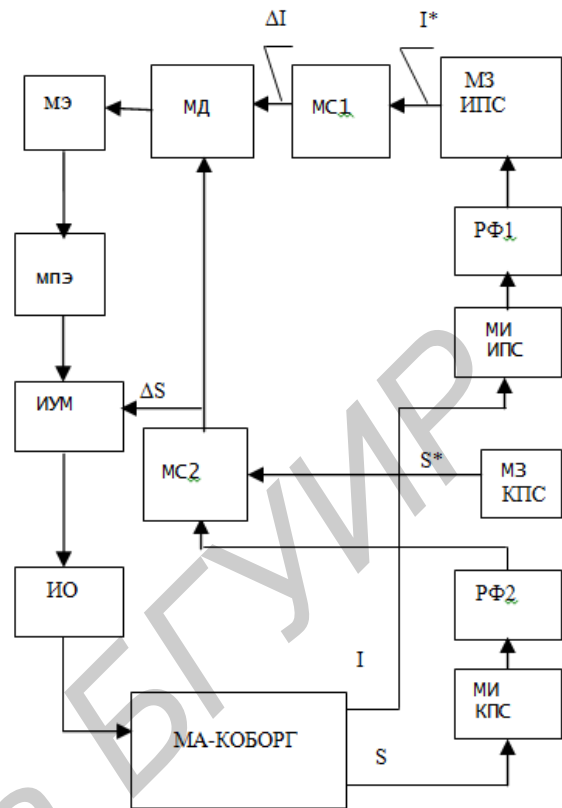 ΔI
I*
МЗ
ИПС
МС1
МД
МЭ
РФ1
МПЭ
МИ
ИПС
ИУМ
ΔS
МС2
S*
МЗ
КПС
ИО
РФ2
I
МИ
КПС
МА-КОБОРГ
S
БГУИР